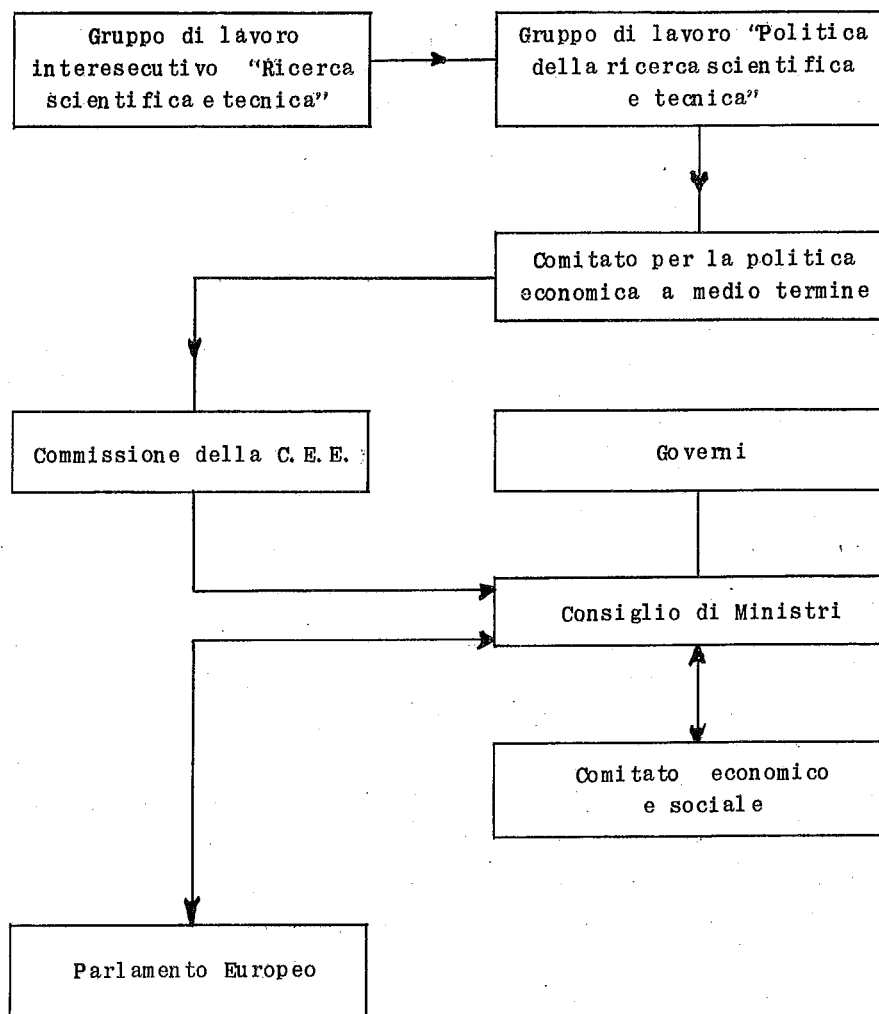 Gruppo di lavoro
interesecutivo “Ricerca
scientifica e tecnica”
Gruppo di lavoro “Politica
della ricerca scientifica
e tecnica”
Comitato per la politica
economica a medio termine
Commissione della C.E.E.
Governi
Consiglio di Ministri
Comitato economico
e sociale
Parlamento Europeo